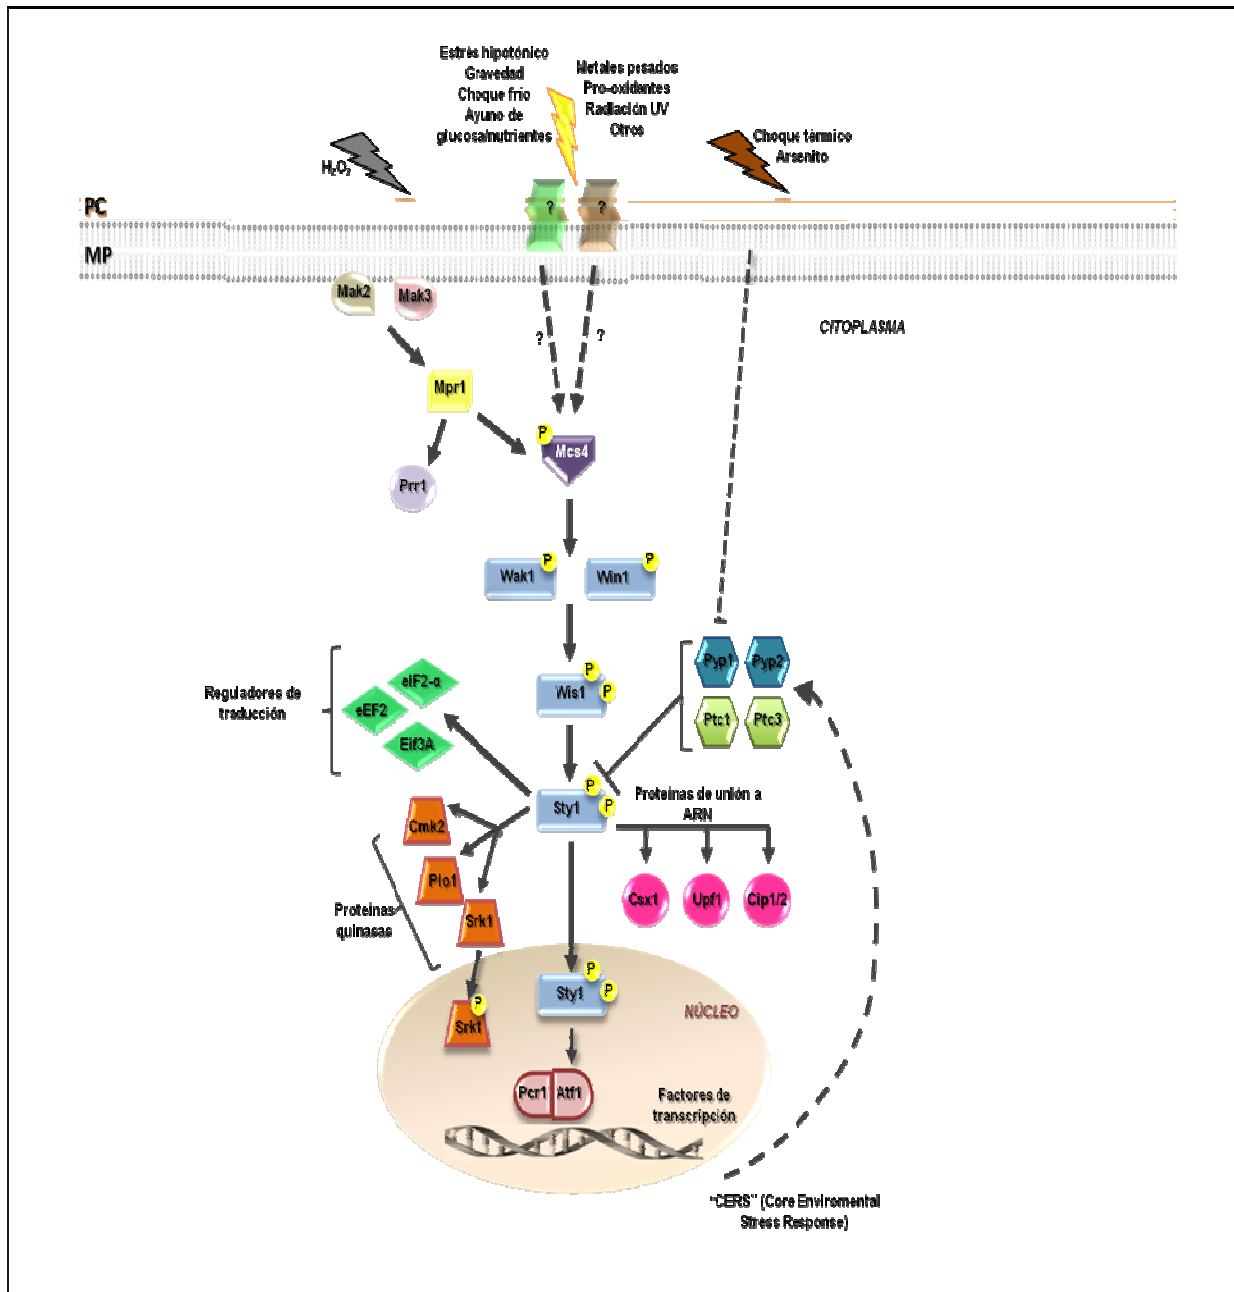 Estrés hipotónico
Gravedad
Choque frío
Ayuno de
glucosa/nutrientes
Metales pesados
Pro-oxidantes
Radiación UV
Otros
H₂O₂
Choque térmico
Arsenito
PC
? ?
MP
Mak2
Mak3
CITOPLASMA
? ?
Mpr1
P
Mcs4
Prr1
P
Wak1
P
Win1
P
P
Wis1
Pyp1
Pyp2
Ptc1
Ptc3
Reguladores de
traducción
eIF2-α
eEF2
Eif3A
P
P
Sty1
Proteínas de unión a
ARN
Cmk2
Plo1
Srk1
Proteínas
quinasas
Csx1
Upf1
Cip1/2
P
P
Sty1
P
Srk1
NÚCLEO
Pcr1
Atf1
Factores de
transcripción
"CERS" (Core Enviromental
Stress Response)